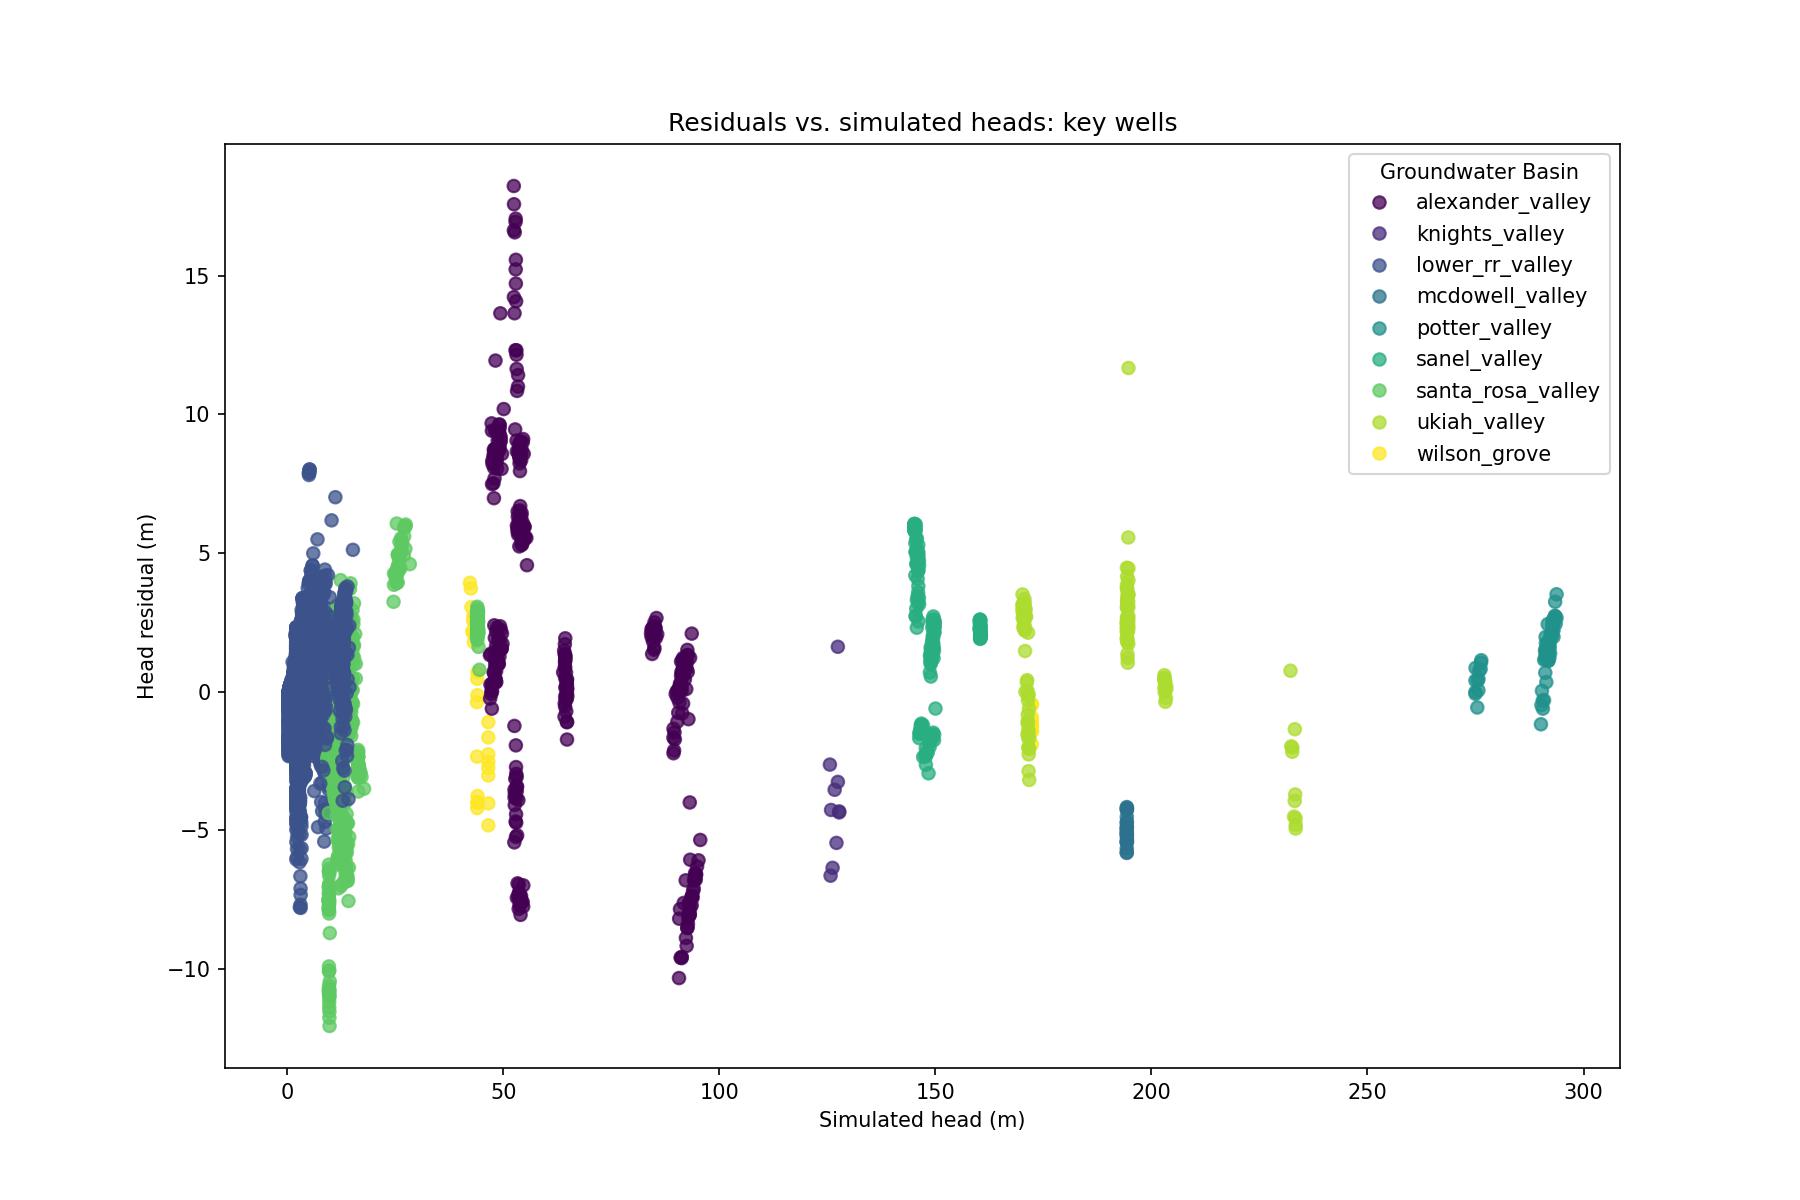 Residuals vs. simulated heads: key wells
Groundwater Basin
alexander_valley
knights_valley
lower_rr_valley
mcdowell_valley
potter_valley
sanel_valley
santa_rosa_valley
ukiah_valley
wilson_grove
Head residual (m)
15
10
5
0
−5
−10
0 50 100 150 200 250 300
Simulated head (m)